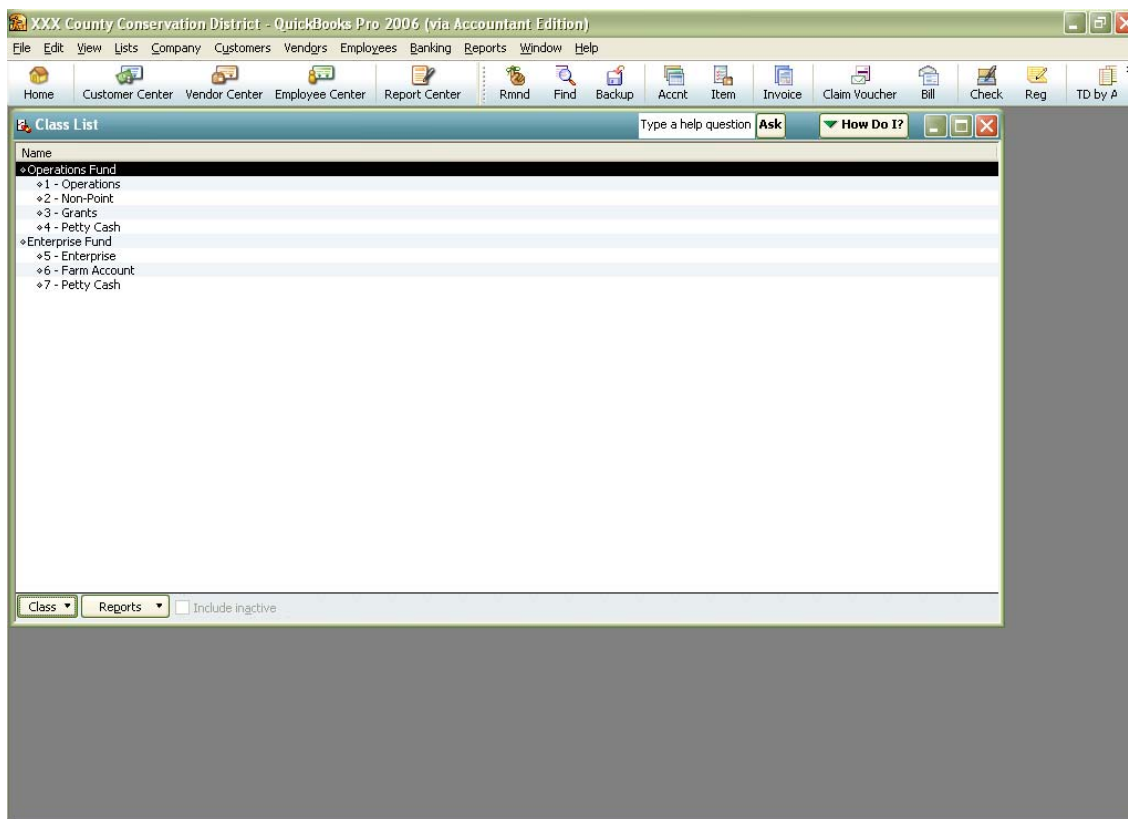 XXX County Conservation District - QuickBooks Pro 2006 (via Accountant Edition)
File Edit View Lists Company Customers Vendors Employees Banking Reports Window Help
Home Customer Center Vendor Center Employee Center Report Center Rmnd Find Backup Accnt Item Invoice Claim Voucher Bill Check Reg TD by A
Class List Type a help question Ask How Do I?
Name
Operations Fund
1 - Operations
2 - Non-Point
3 - Grants
4 - Petty Cash
Enterprise Fund
5 - Enterprise
6 - Farm Account
7 - Petty Cash
Class Reports Include inactive